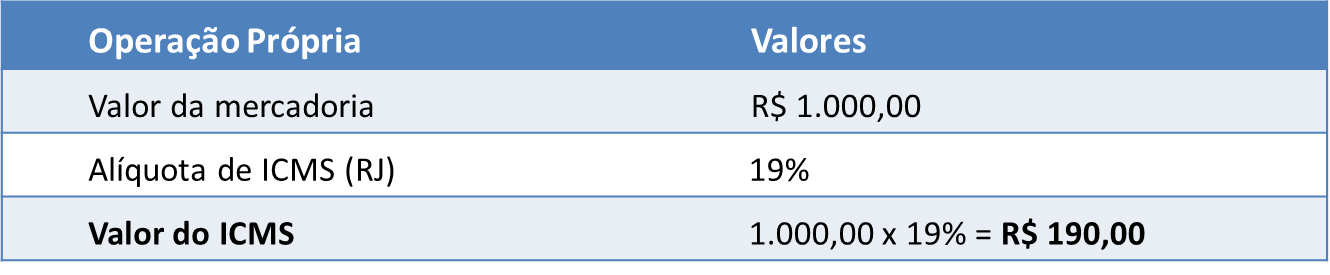 Operação Própria Valores
Valor da mercadoria R$ 1.000,00
Alíquota de ICMS (RJ) 19%
Valor do ICMS 1.000,00 x 19% = R$ 190,00